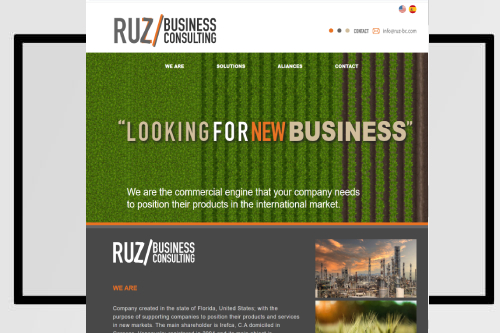 RUZ/ BUSINESS
CONSULTING
CONTACT info@ruz-bc.com
WE ARE SOLUTIONS ALIANCES CONTACT
“LOOKING FOR NEW BUSINESS”
We are the commercial engine that your company needs
to position their products in the international market.
RUZ/ BUSINESS
CONSULTING
WE ARE
Company created in the state of Florida, United States, with the
purpose of supporting companies to position their products and services
in new markets. The main shareholder is Irefca, C.A domiciled in